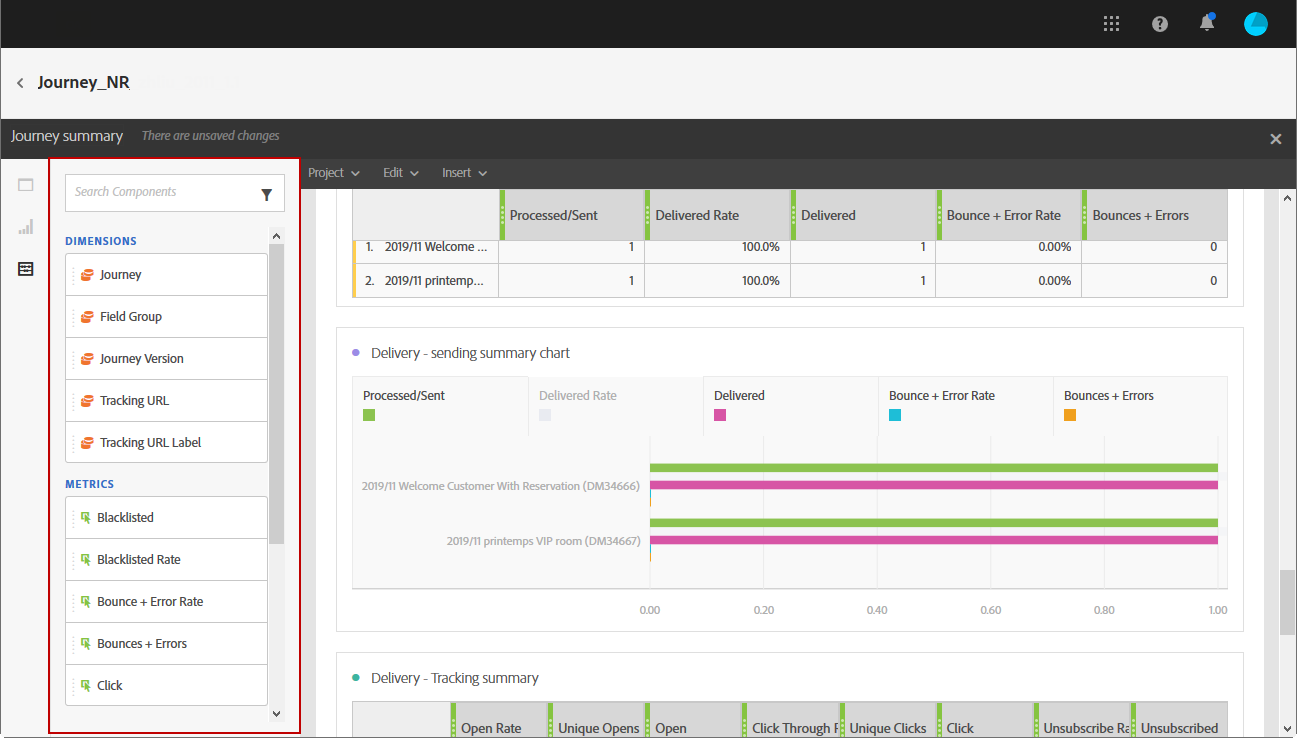 Journey_NR
Journey summary There are unsaved changes
Project Edit Insert
Search Components
DIMENSIONS
Journey
Field Group
Journey Version
Tracking URL
Tracking URL Label
METRICS
Blacklisted
Blacklisted Rate
Bounce + Error Rate
Bounces + Errors
Click
Processed/Sent Delivered Rate Delivered Bounce + Error Rate Bounces + Errors
1. 2019/11 Welcome ... 1 100.0% 1 0.00% 0
2. 2019/11 printemp... 1 100.0% 1 0.00% 0
Delivery - sending summary chart
Processed/Sent Delivered Rate Delivered Bounce + Error Rate Bounces + Errors
2019/11 Welcome Customer With Reservation (DM34666)
2019/11 printemps VIP room (DM34667)
0.00 0.20 0.40 0.60 0.80 1.00
Delivery - Tracking summary
Open Rate Unique Opens Open Click Through Unique Clicks Click Unsubscribe Ra Unsubscribed